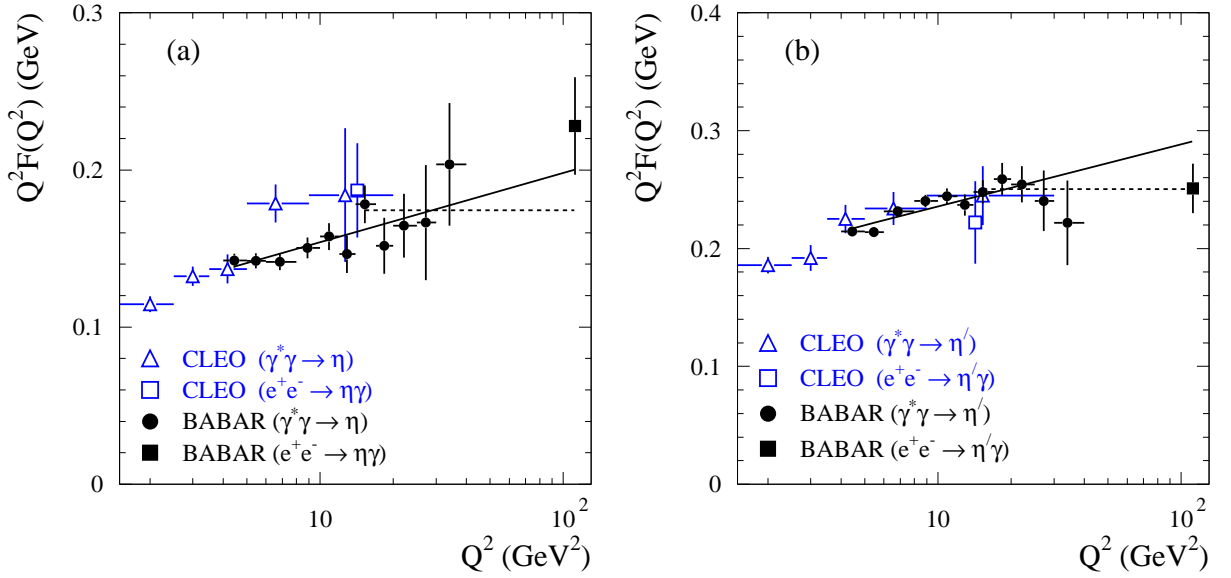 (a)
Q²F(Q²) (GeV)
0.3
0.2
0.1
0
CLEO (γ*γ → η)
CLEO (e⁺e⁻ → ηγ)
BABAR (γ*γ → η)
BABAR (e⁺e⁻ → ηγ)
10
10²
Q² (GeV²)
(b)
Q²F(Q²) (GeV)
0.4
0.3
0.2
0.1
0
CLEO (γ*γ → η′)
CLEO (e⁺e⁻ → η′γ)
BABAR (γ*γ → η′)
BABAR (e⁺e⁻ → η′γ)
10
10²
Q² (GeV²)